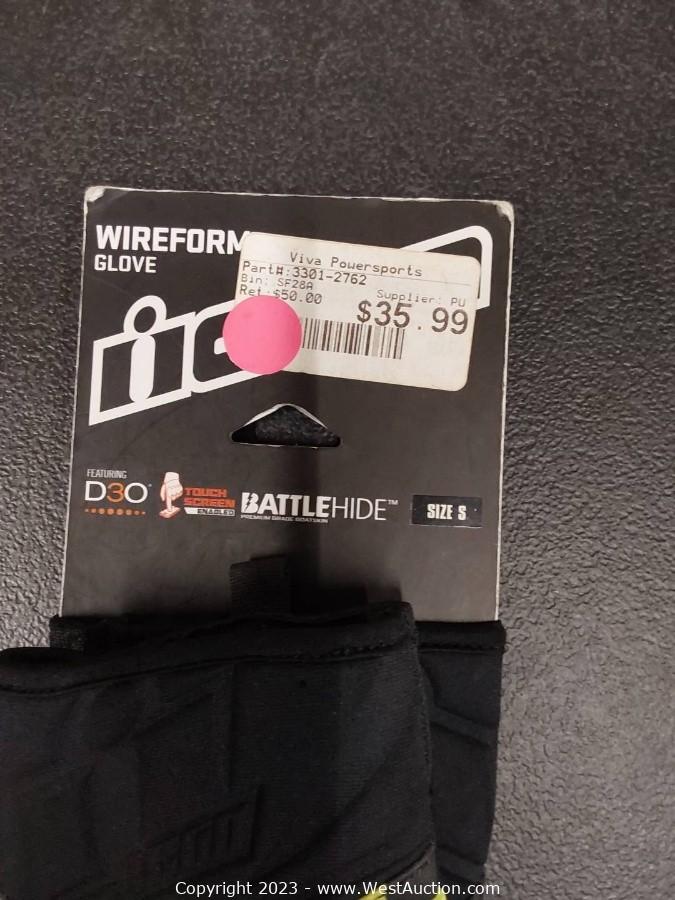 WIREFORM
GLOVE
Viva Powersports
Part#:3301-2762
Bin: SF28A
Supplier: PU
Ret:$50.00
$35.99
FEATURING
D3O
TOUCH
SCREEN
ENABLED
BATTLEHIDE™
PREMIUM GRADE GOATSKIN
SIZE S
Copyright 2023 - www.WestAuction.com